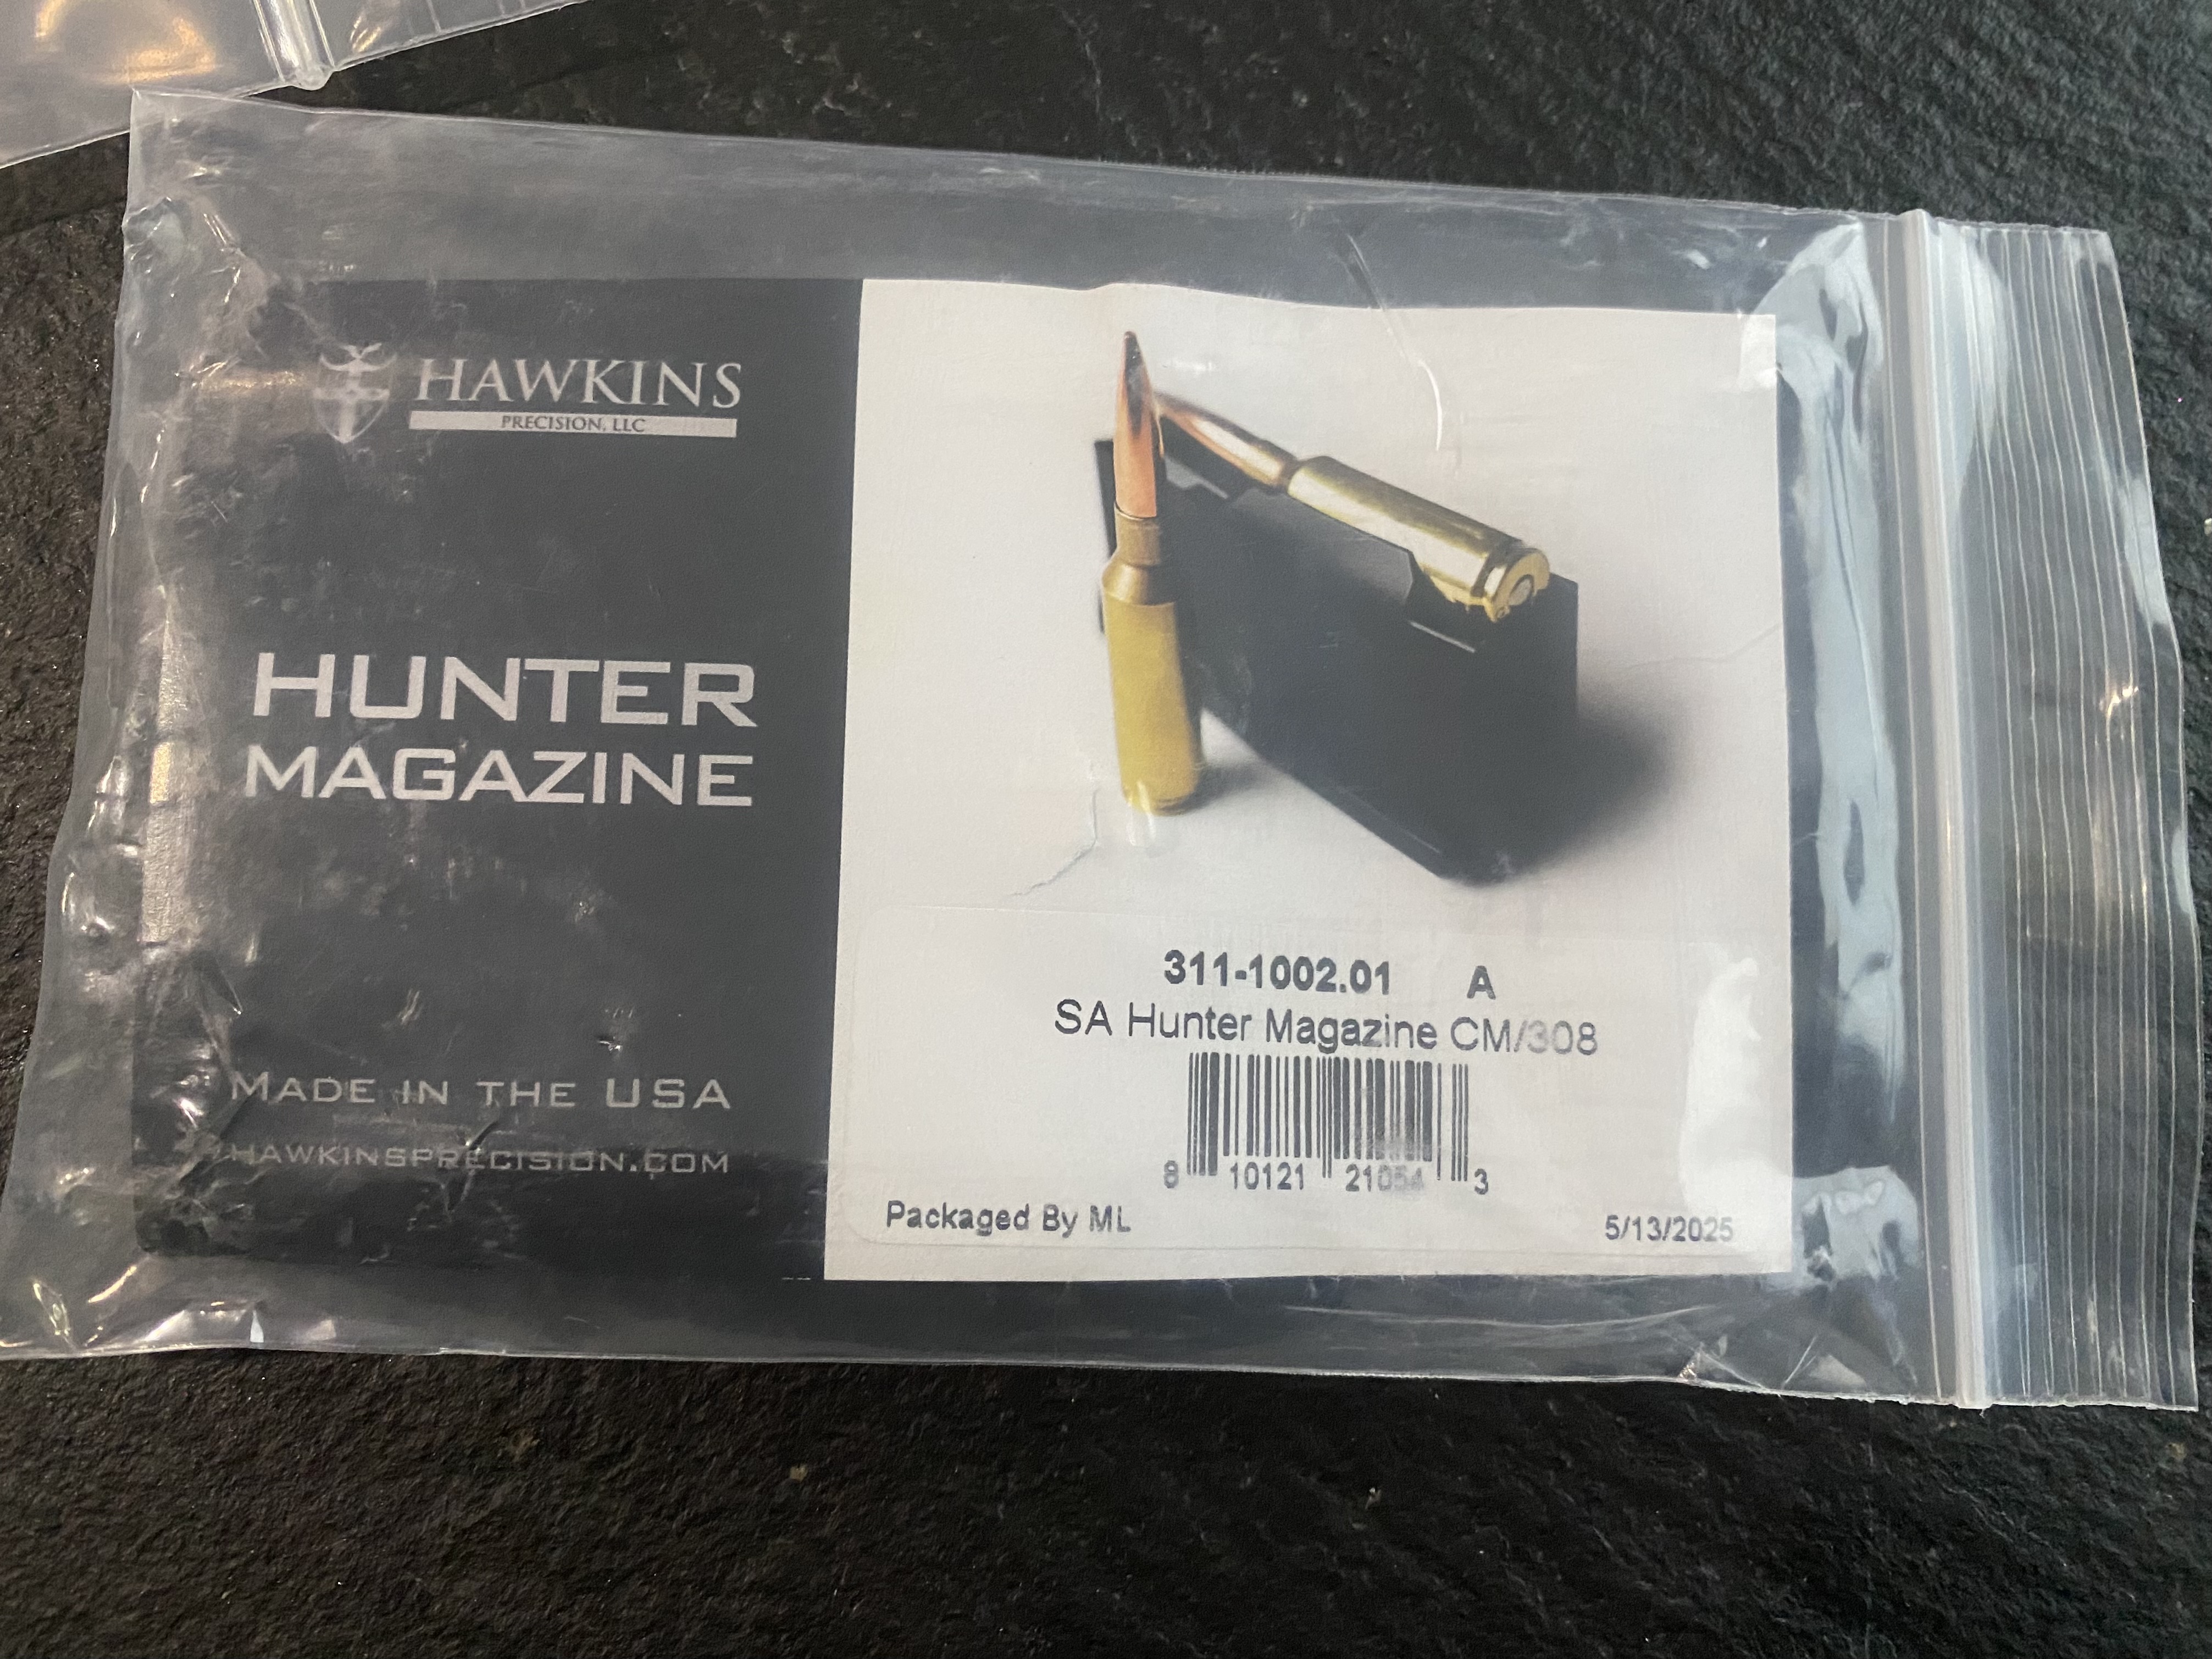 HAWKINS
PRECISION, LLC
HUNTER
MAGAZINE
MADE IN THE USA
HAWKINSPRECISION.COM
311-1002.01 A
SA Hunter Magazine CM/308
8 10121 21054 3
Packaged By ML 5/13/2025